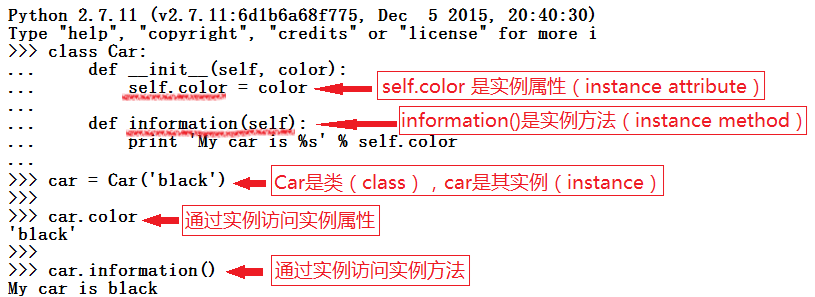 Python 2.7.11 (v2.7.11:6d1b6a68f775, Dec  5 2015, 20:40:30)
Type "help", "copyright", "credits" or "license" for more i
>>> class Car:
...     def __init__(self, color):
...         self.color = color self.color 是实例属性（instance attribute）
...
...     def information(self): information()是实例方法（instance method）
...         print 'My car is %s' % self.color
...
>>> car = Car('black') Car是类（class），car是其实例（instance）
>>>
>>> car.color 通过实例访问实例属性
'black'
>>>
>>> car.information() 通过实例访问实例方法
My car is black